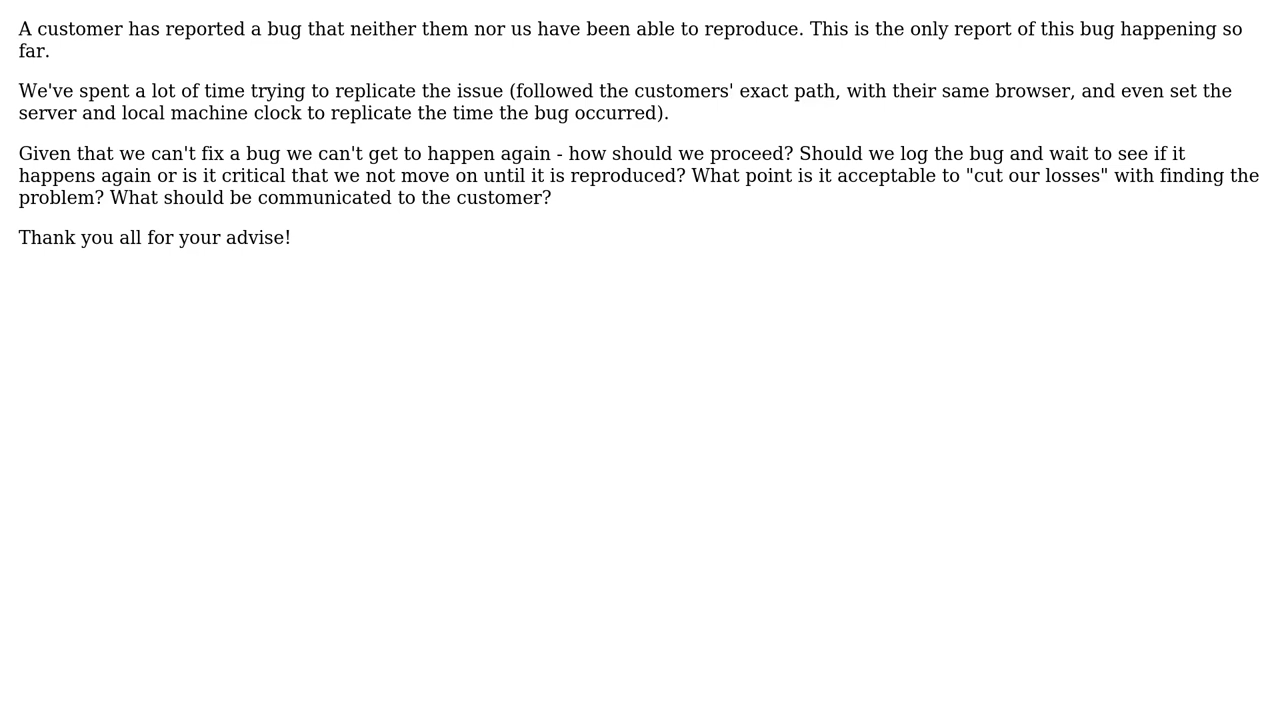 A customer has reported a bug that neither them nor us have been able to reproduce. This is the only report of this bug happening so
far.
We've spent a lot of time trying to replicate the issue (followed the customers' exact path, with their same browser, and even set the
server and local machine clock to replicate the time the bug occurred).
Given that we can't fix a bug we can't get to happen again - how should we proceed? Should we log the bug and wait to see if it
happens again or is it critical that we not move on until it is reproduced? What point is it acceptable to "cut our losses" with finding the
problem? What should be communicated to the customer?
Thank you all for your advise!